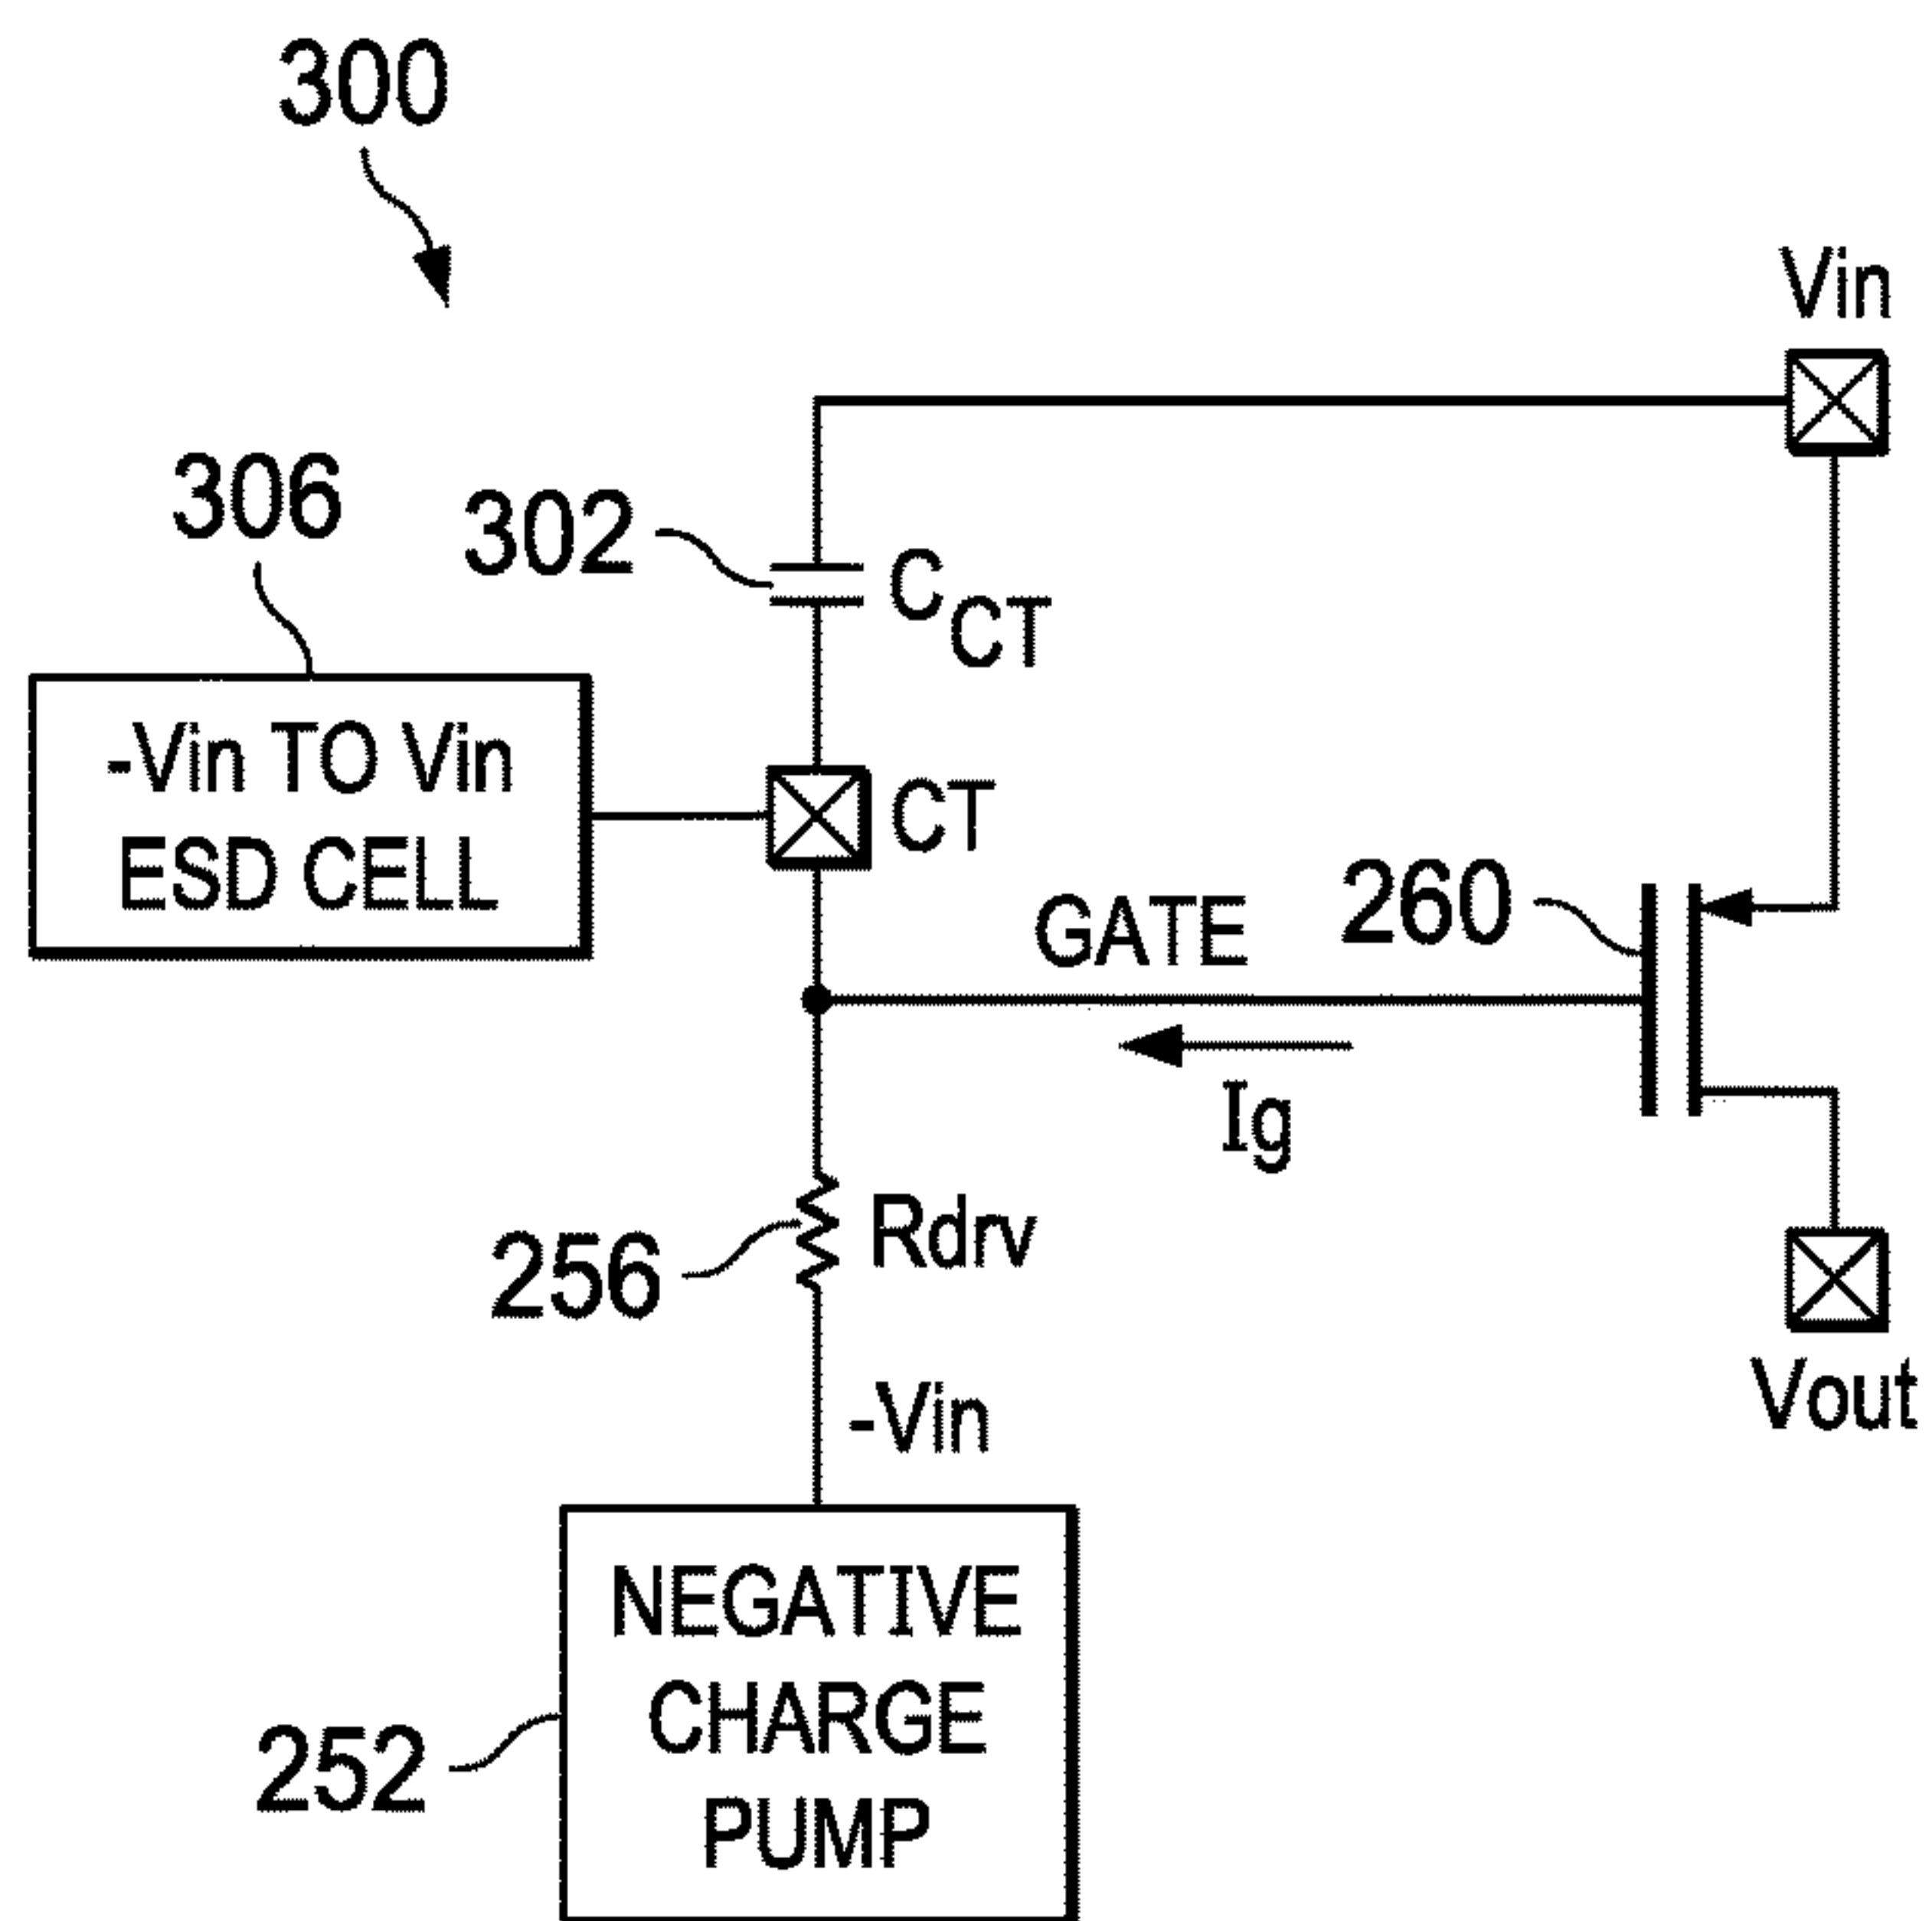 300
Vin
306
302
C
CT
-Vin TO Vin
ESD CELL
CT
260
GATE
Ig
256
Rdrv
-Vin
Vout
NEGATIVE
CHARGE
PUMP
252